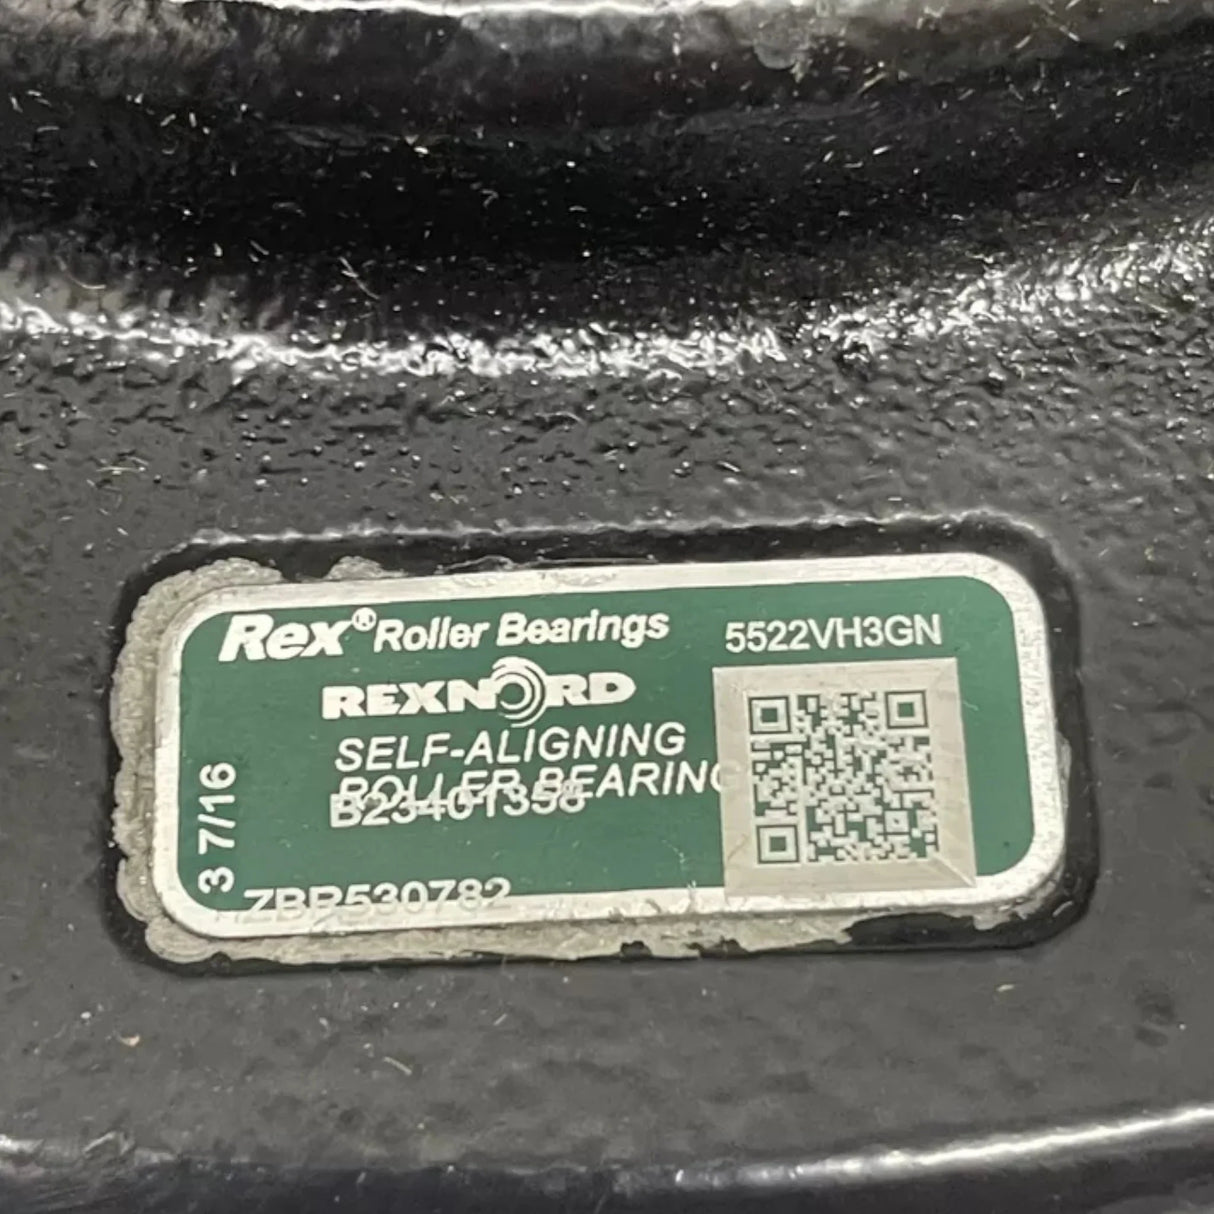 Rex® Roller Bearings
5522VH3GN
REXNORD
SELF-ALIGNING
ROLLER BEARING
B23401358
3 7/16
ZBR530782